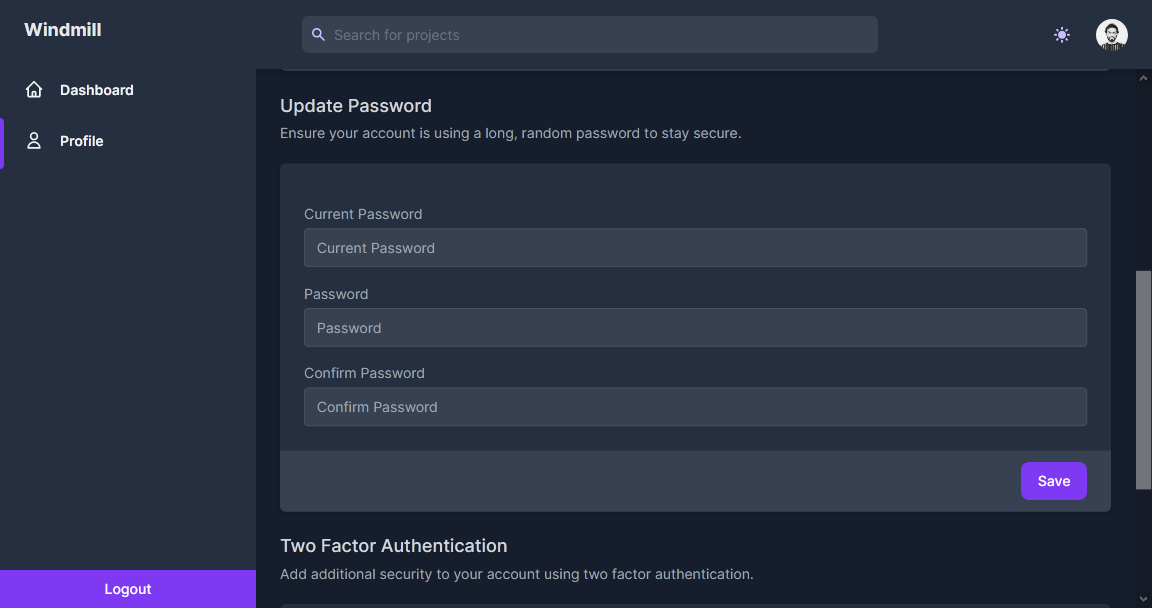 Windmill
Search for projects
Dashboard
Profile
Update Password
Ensure your account is using a long, random password to stay secure.
Current Password
Current Password
Password
Password
Confirm Password
Confirm Password
Save
Two Factor Authentication
Add additional security to your account using two factor authentication.
Logout